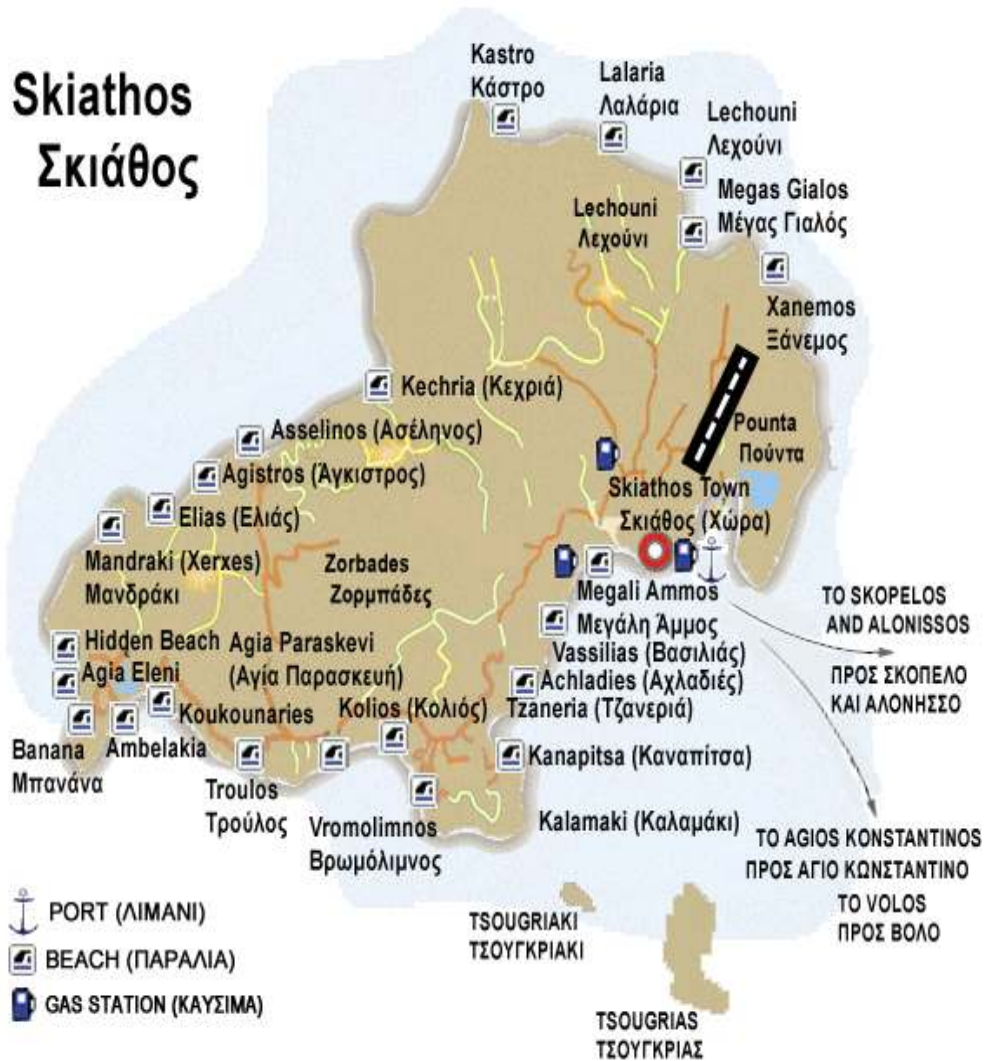 Skiathos
Σκιάθος
Kastro
Κάστρο
Lalaria
Λαλάρια
Lechouni
Λεχούνι
Megas Gialos
Μέγας Γιαλός
Lechouni
Λεχούνι
Xanemos
Ξάνεμος
Kechria (Κεχριά)
Asselinos (Ασέληνος)
Pounta
Πούντα
Agistros (Άγκιστρος)
Skiathos Town
Σκιάθος (Χώρα)
Elias (Ελιάς)
Mandraki (Xerxes)
Μανδράκι
Zorbades
Ζορμπάδες
Megali Ammos
Μεγάλη Άμμος
TO SKOPELOS
AND ALONISSOS
ΠΡΟΣ ΣΚΟΠΕΛΟ
ΚΑΙ ΑΛΟΝΗΣΣΟ
Hidden Beach
Agia Paraskevi
(Αγία Παρασκευή)
Vassilias (Βασιλιάς)
Agia Eleni
Achladies (Αχλαδιές)
Koukounaries
Kolios (Κολιός)
Tzaneria (Τζανεριά)
Banana
Μπανάνα
Ambelakia
Kanapitsa (Καναπίτσα)
Troulos
Τρούλος
Vromolimnos
Βρωμόλιμνος
Kalamaki (Καλαμάκι)
TO AGIOS KONSTANTINOS
ΠΡΟΣ ΑΓΙΟ ΚΩΝΣΤΑΝΤΙΝΟ
TO VOLOS
ΠΡΟΣ ΒΟΛΟ
PORT (ΛΙΜΑΝΙ)
BEACH (ΠΑΡΑΛΙΑ)
GAS STATION (ΚΑΥΣΙΜΑ)
TSOUGRIAKI
ΤΣΟΥΓΚΡΙΑΚΙ
TSOUGRIAS
ΤΣΟΥΓΚΡΙΑΣ